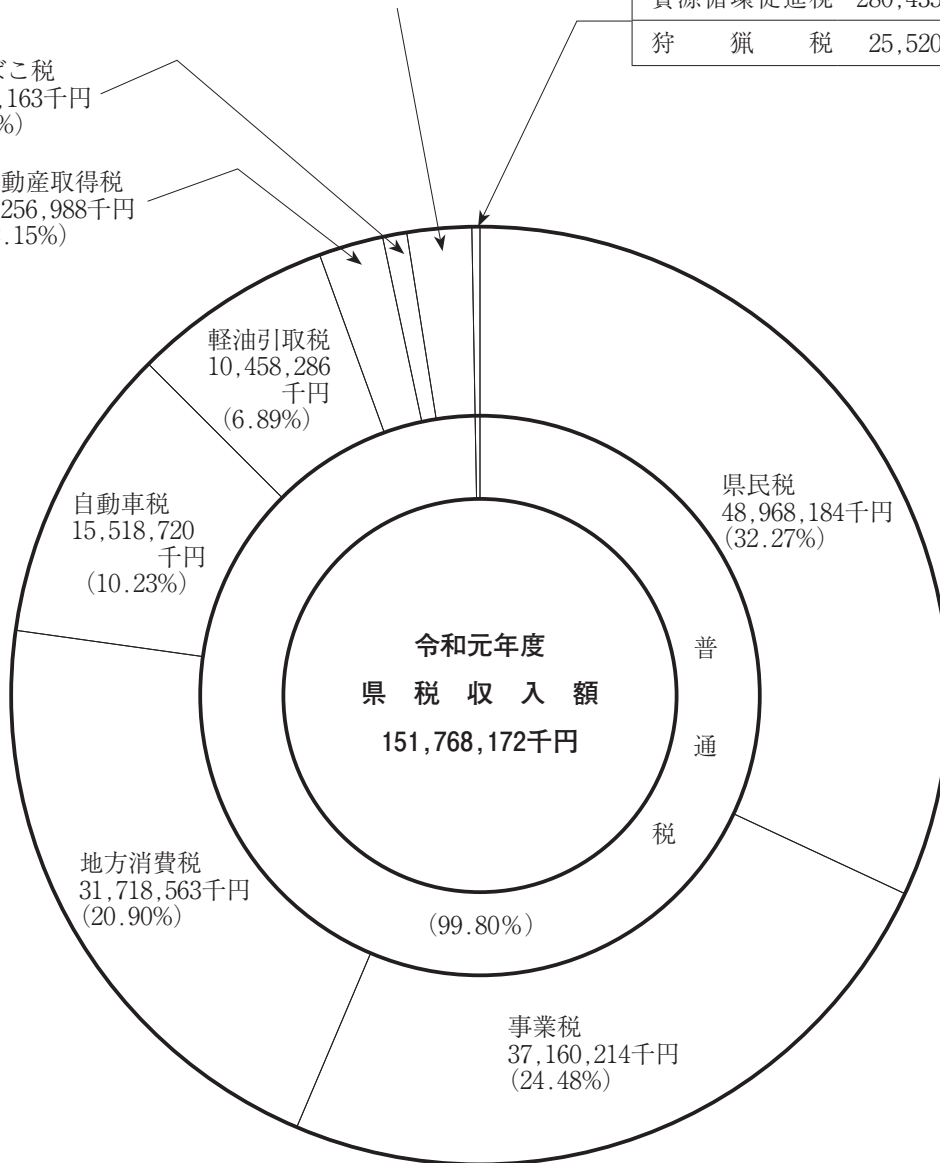 資源循環促進税 280,433
狩猟税 25,520
ばこ税
,163千円
%)
動産取得税
256,988千円
.15%)
軽油引取税
10,458,286
千円
(6.89%)
自動車税
15,518,720
千円
(10.23%)
県民税
48,968,184千円
(32.27%)
令和元年度
県税収入額
151,768,172千円
普
通
税
(99.80%)
地方消費税
31,718,563千円
(20.90%)
事業税
37,160,214千円
(24.48%)